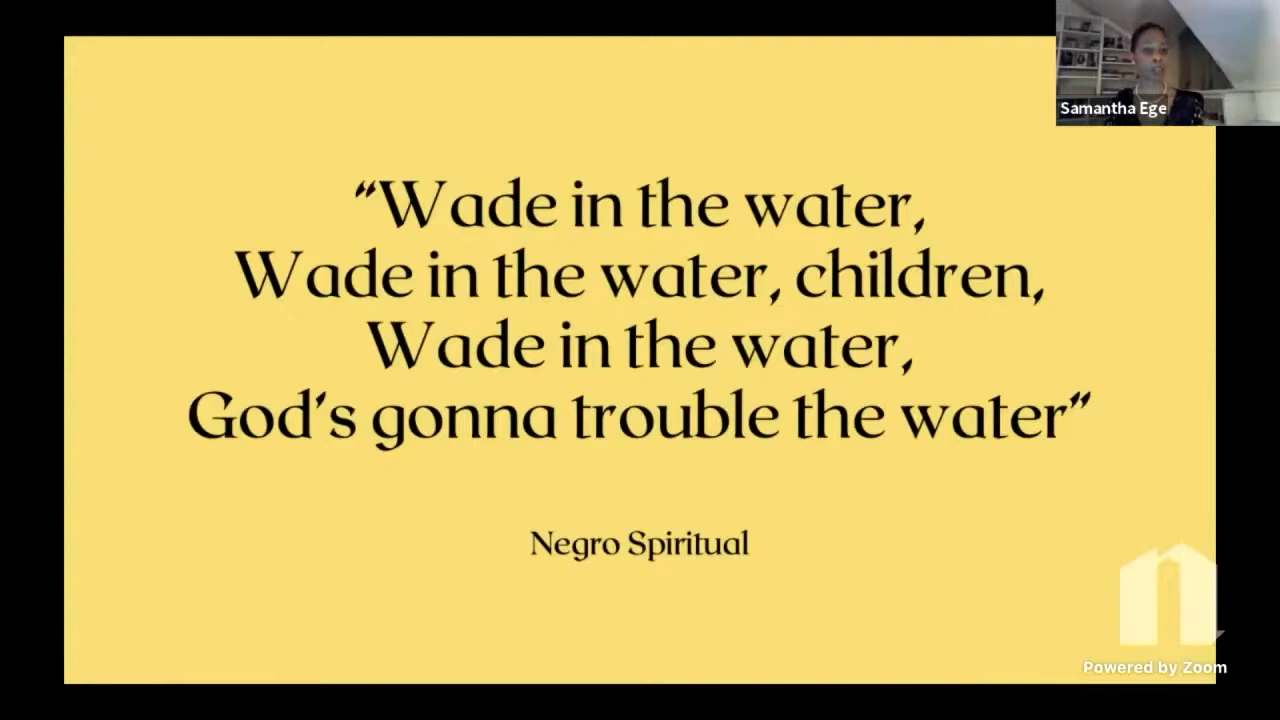 Samantha Ege
“Wade in the water,
Wade in the water, children,
Wade in the water,
God’s gonna trouble the water”
Negro Spiritual
Powered by Zoom